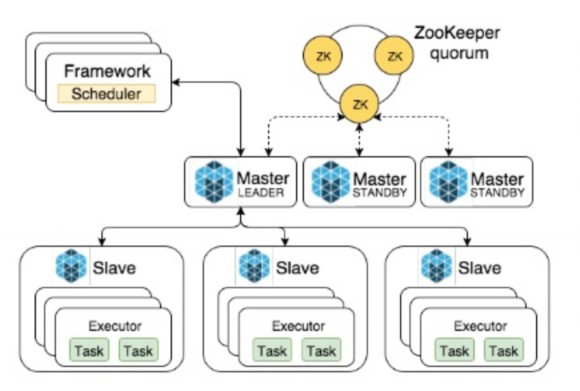 ZooKeeper
quorum
ZK
ZK
ZK
Framework
Scheduler
Master
LEADER
Master
STANDBY
Master
STANDBY
Slave
Slave
Slave
Executor
Executor
Executor
Task Task
Task Task
Task Task